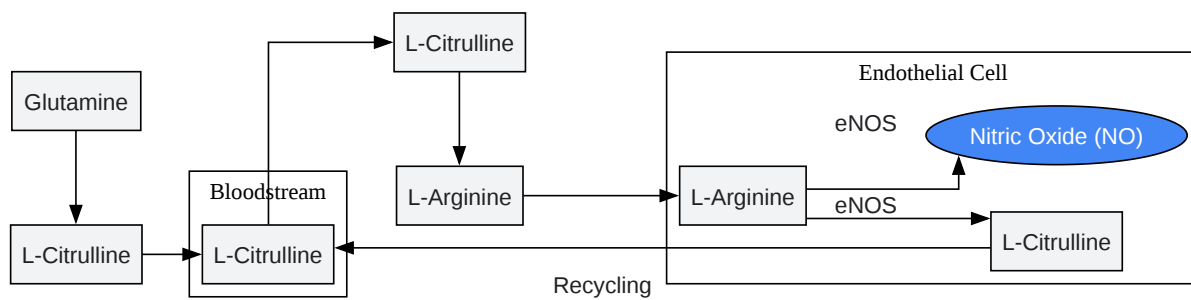 L-Citrulline
Endothelial Cell
Glutamine
eNOS
Nitric Oxide (NO)
Bloodstream
L-Arginine
L-Arginine
eNOS
L-Citrulline
L-Citrulline
L-Citrulline
Recycling